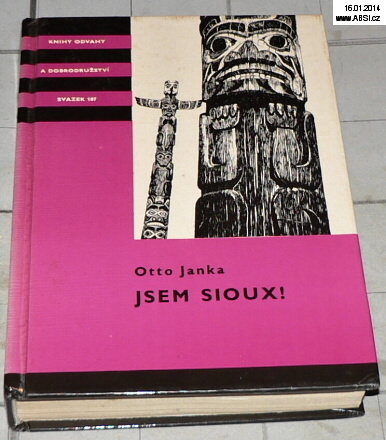 16.01.2014
www.ABSI.cz
KNIHY ODVAHY
A DOBRODRUŽSTVÍ
SVAZEK 107
Otto Janka
JSEM SIOUX!